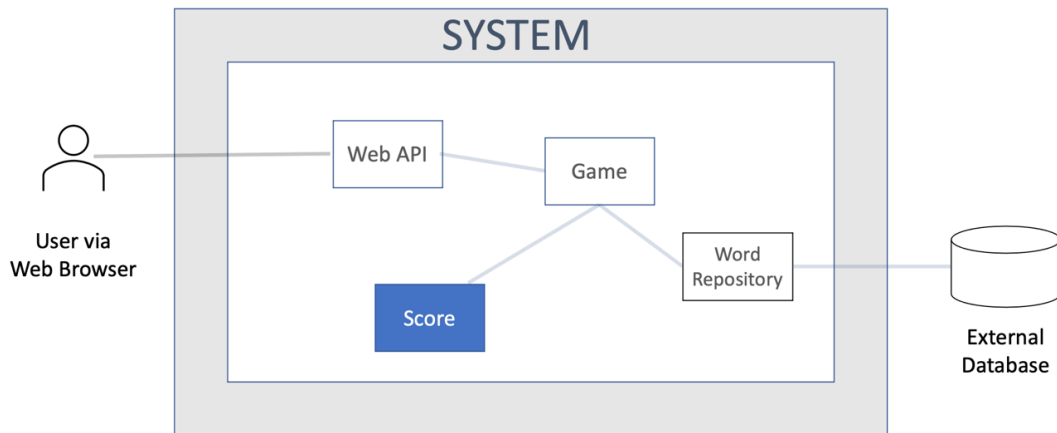 SYSTEM
Web API
Game
User via
Web Browser
Word
Repository
Score
External
Database